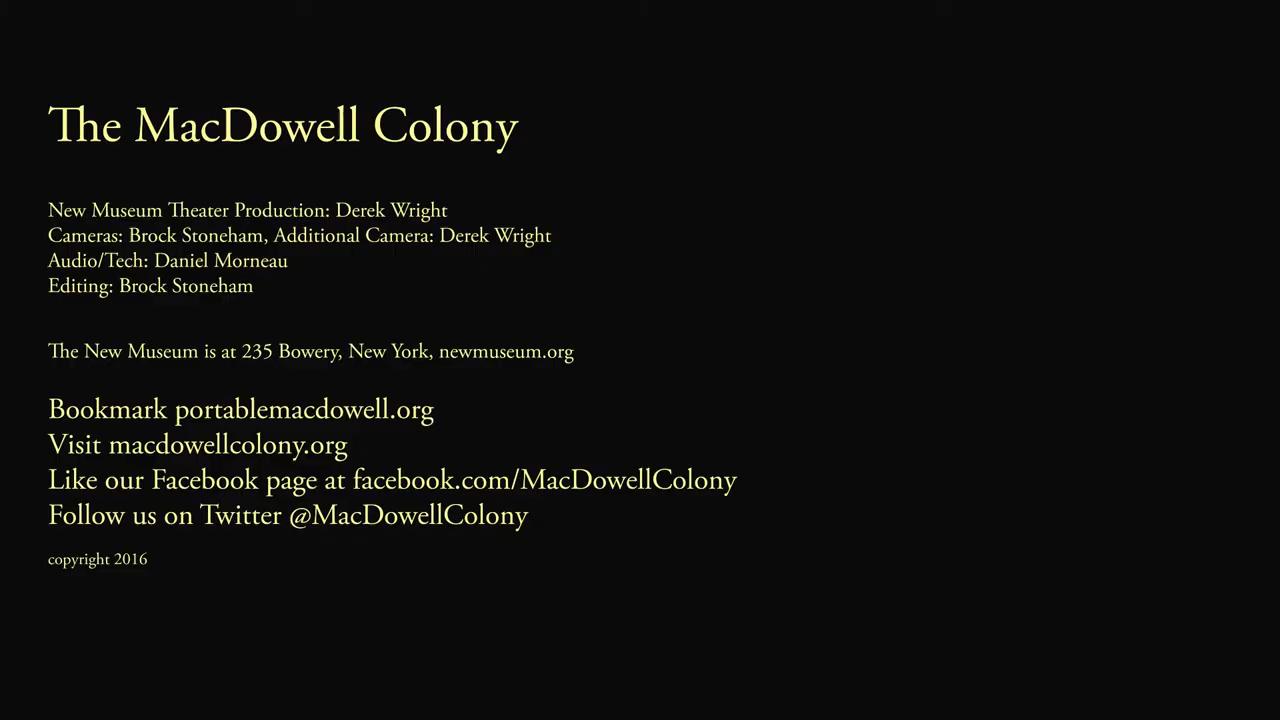 The MacDowell Colony
New Museum Theater Production: Derek Wright
Cameras: Brock Stoneham, Additional Camera: Derek Wright
Audio/Tech: Daniel Morneau
Editing: Brock Stoneham
The New Museum is at 235 Bowery, New York, newmuseum.org
Bookmark portablemacdowell.org
Visit macdowellcolony.org
Like our Facebook page at facebook.com/MacDowellColony
Follow us on Twitter @MacDowellColony
copyright 2016